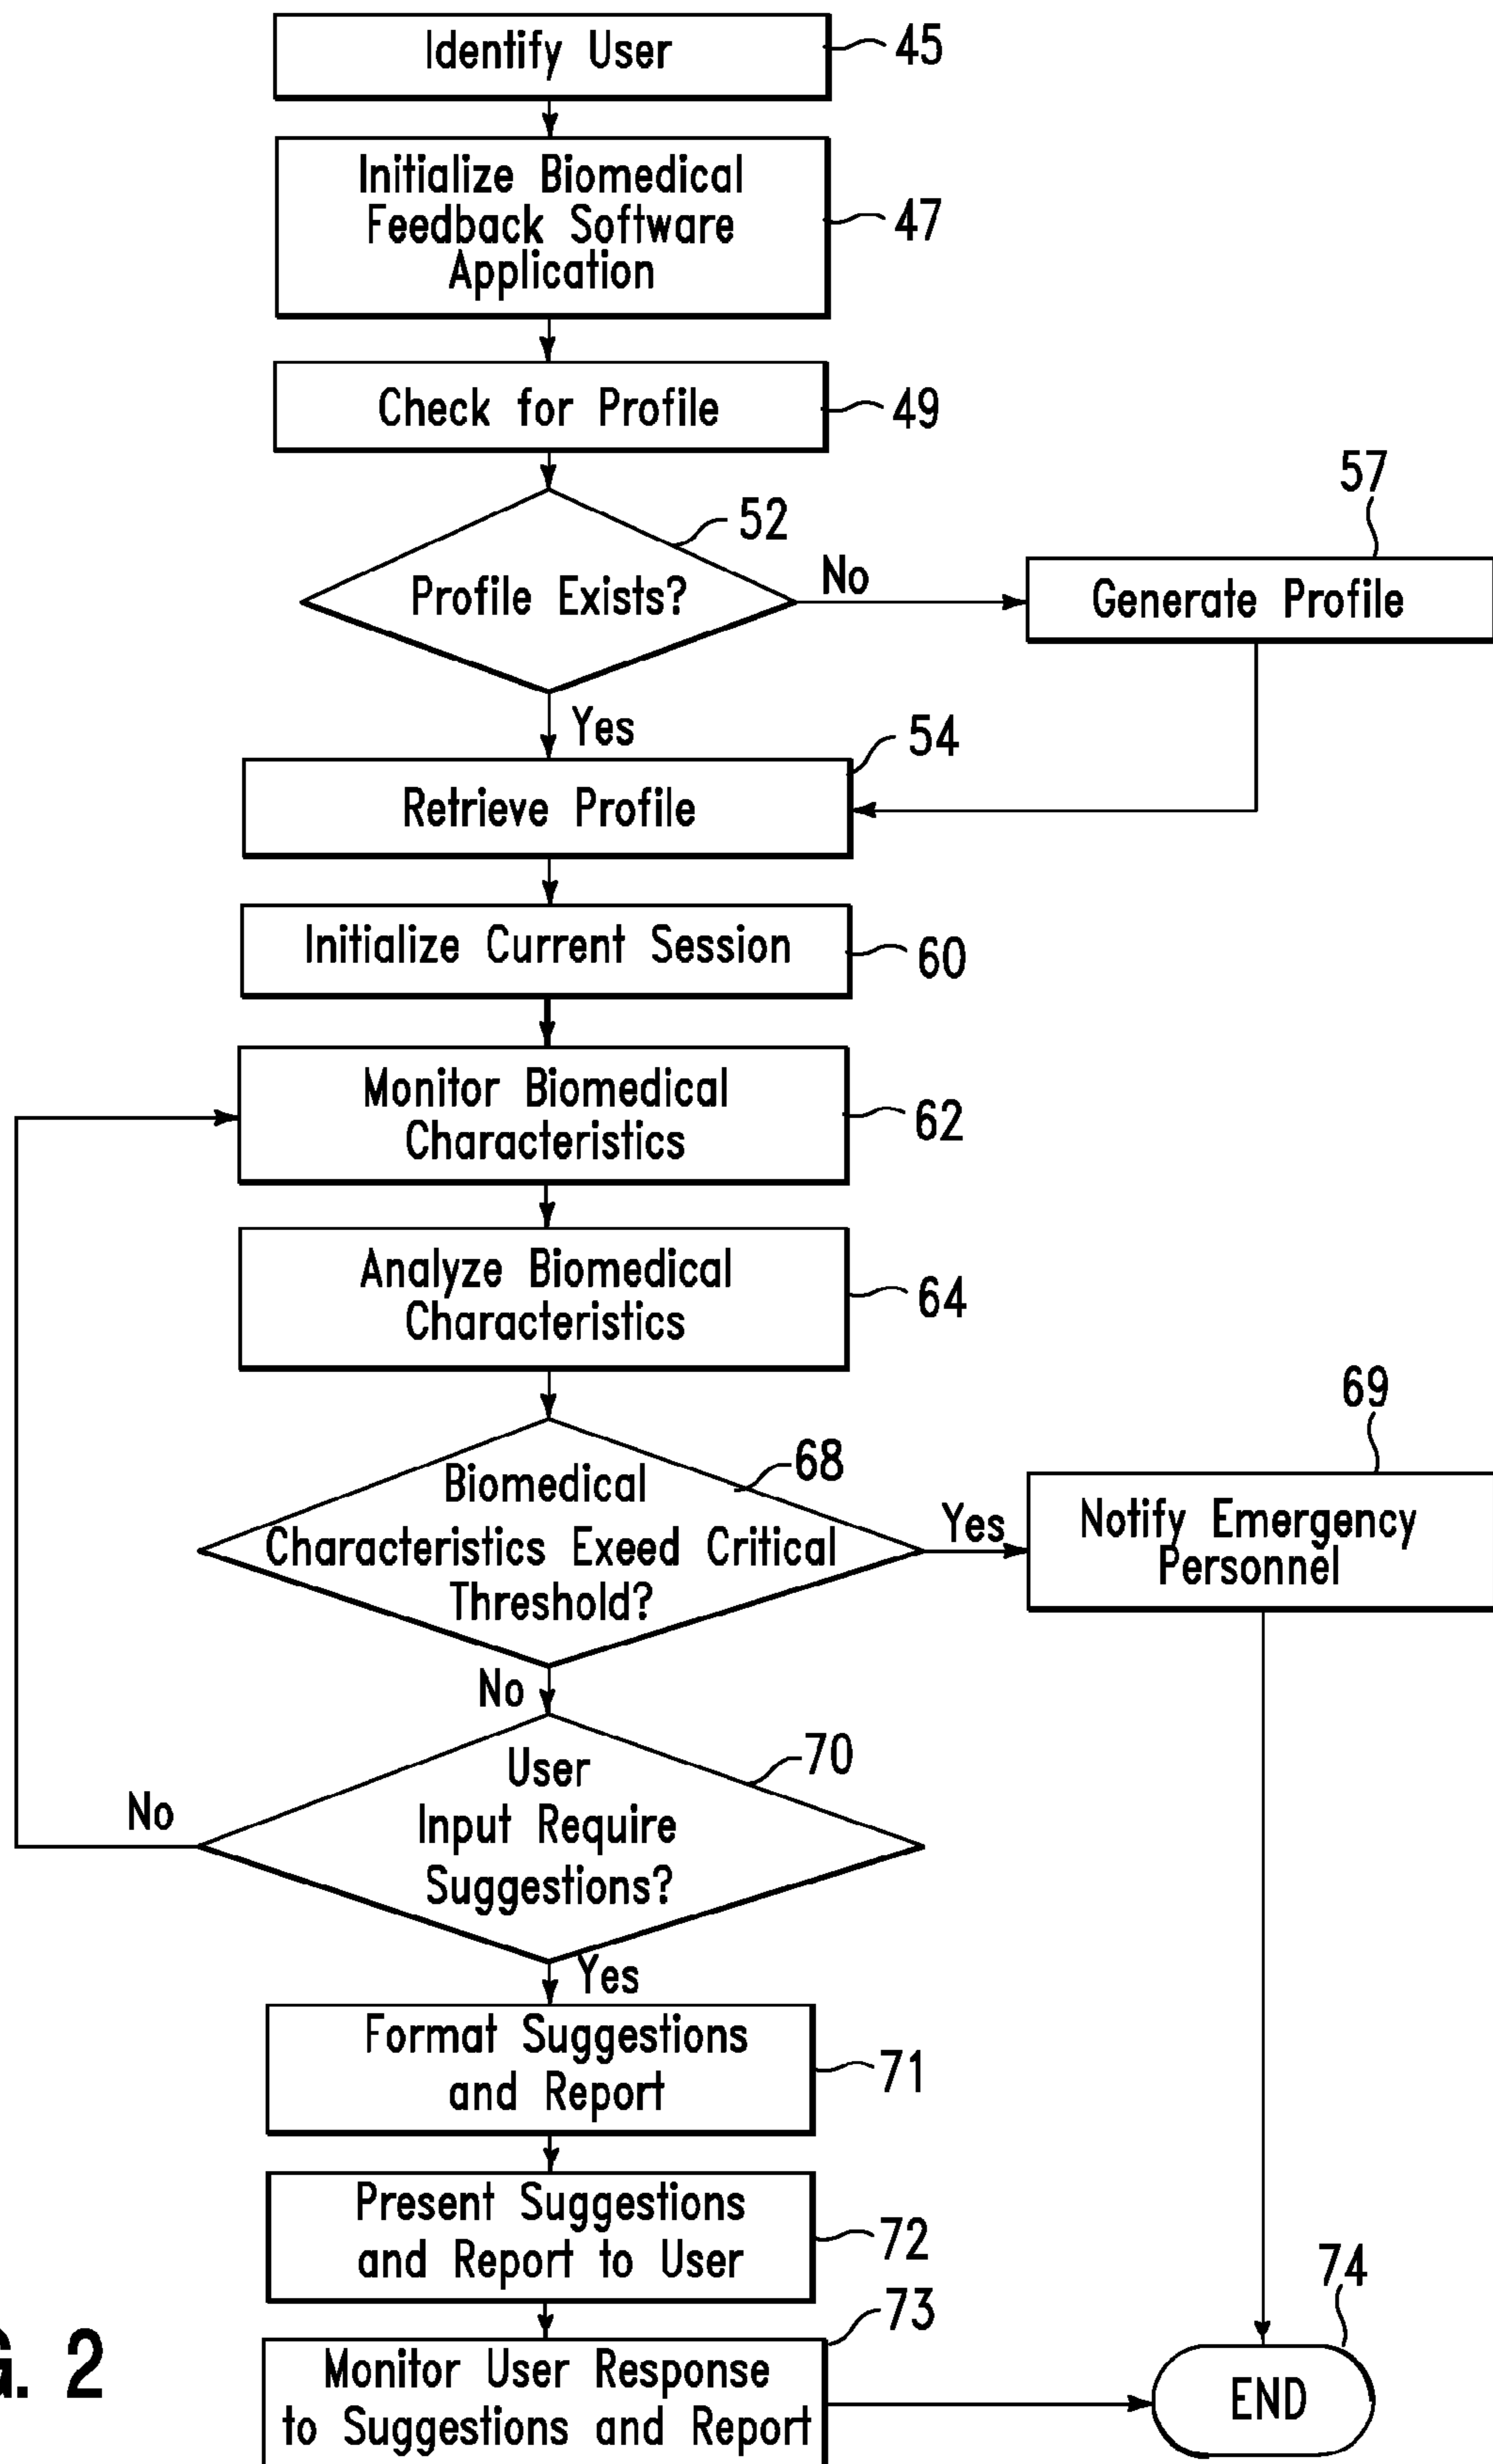 Identify User
45
Initialize Biomedical
Feedback Software
Application
47
Check for Profile
49
52
Profile Exists?
No
57
Generate Profile
Yes
54
Retrieve Profile
Initialize Current Session
60
Monitor Biomedical
Characteristics
62
Analyze Biomedical
Characteristics
64
68
Biomedical
Characteristics Exeed Critical
Threshold?
Yes
69
Notify Emergency
Personnel
No
70
User
Input Require
Suggestions?
No
Yes
Format Suggestions
and Report
71
Present Suggestions
and Report to User
72
73
Monitor User Response
to Suggestions and Report
74
END
G. 2